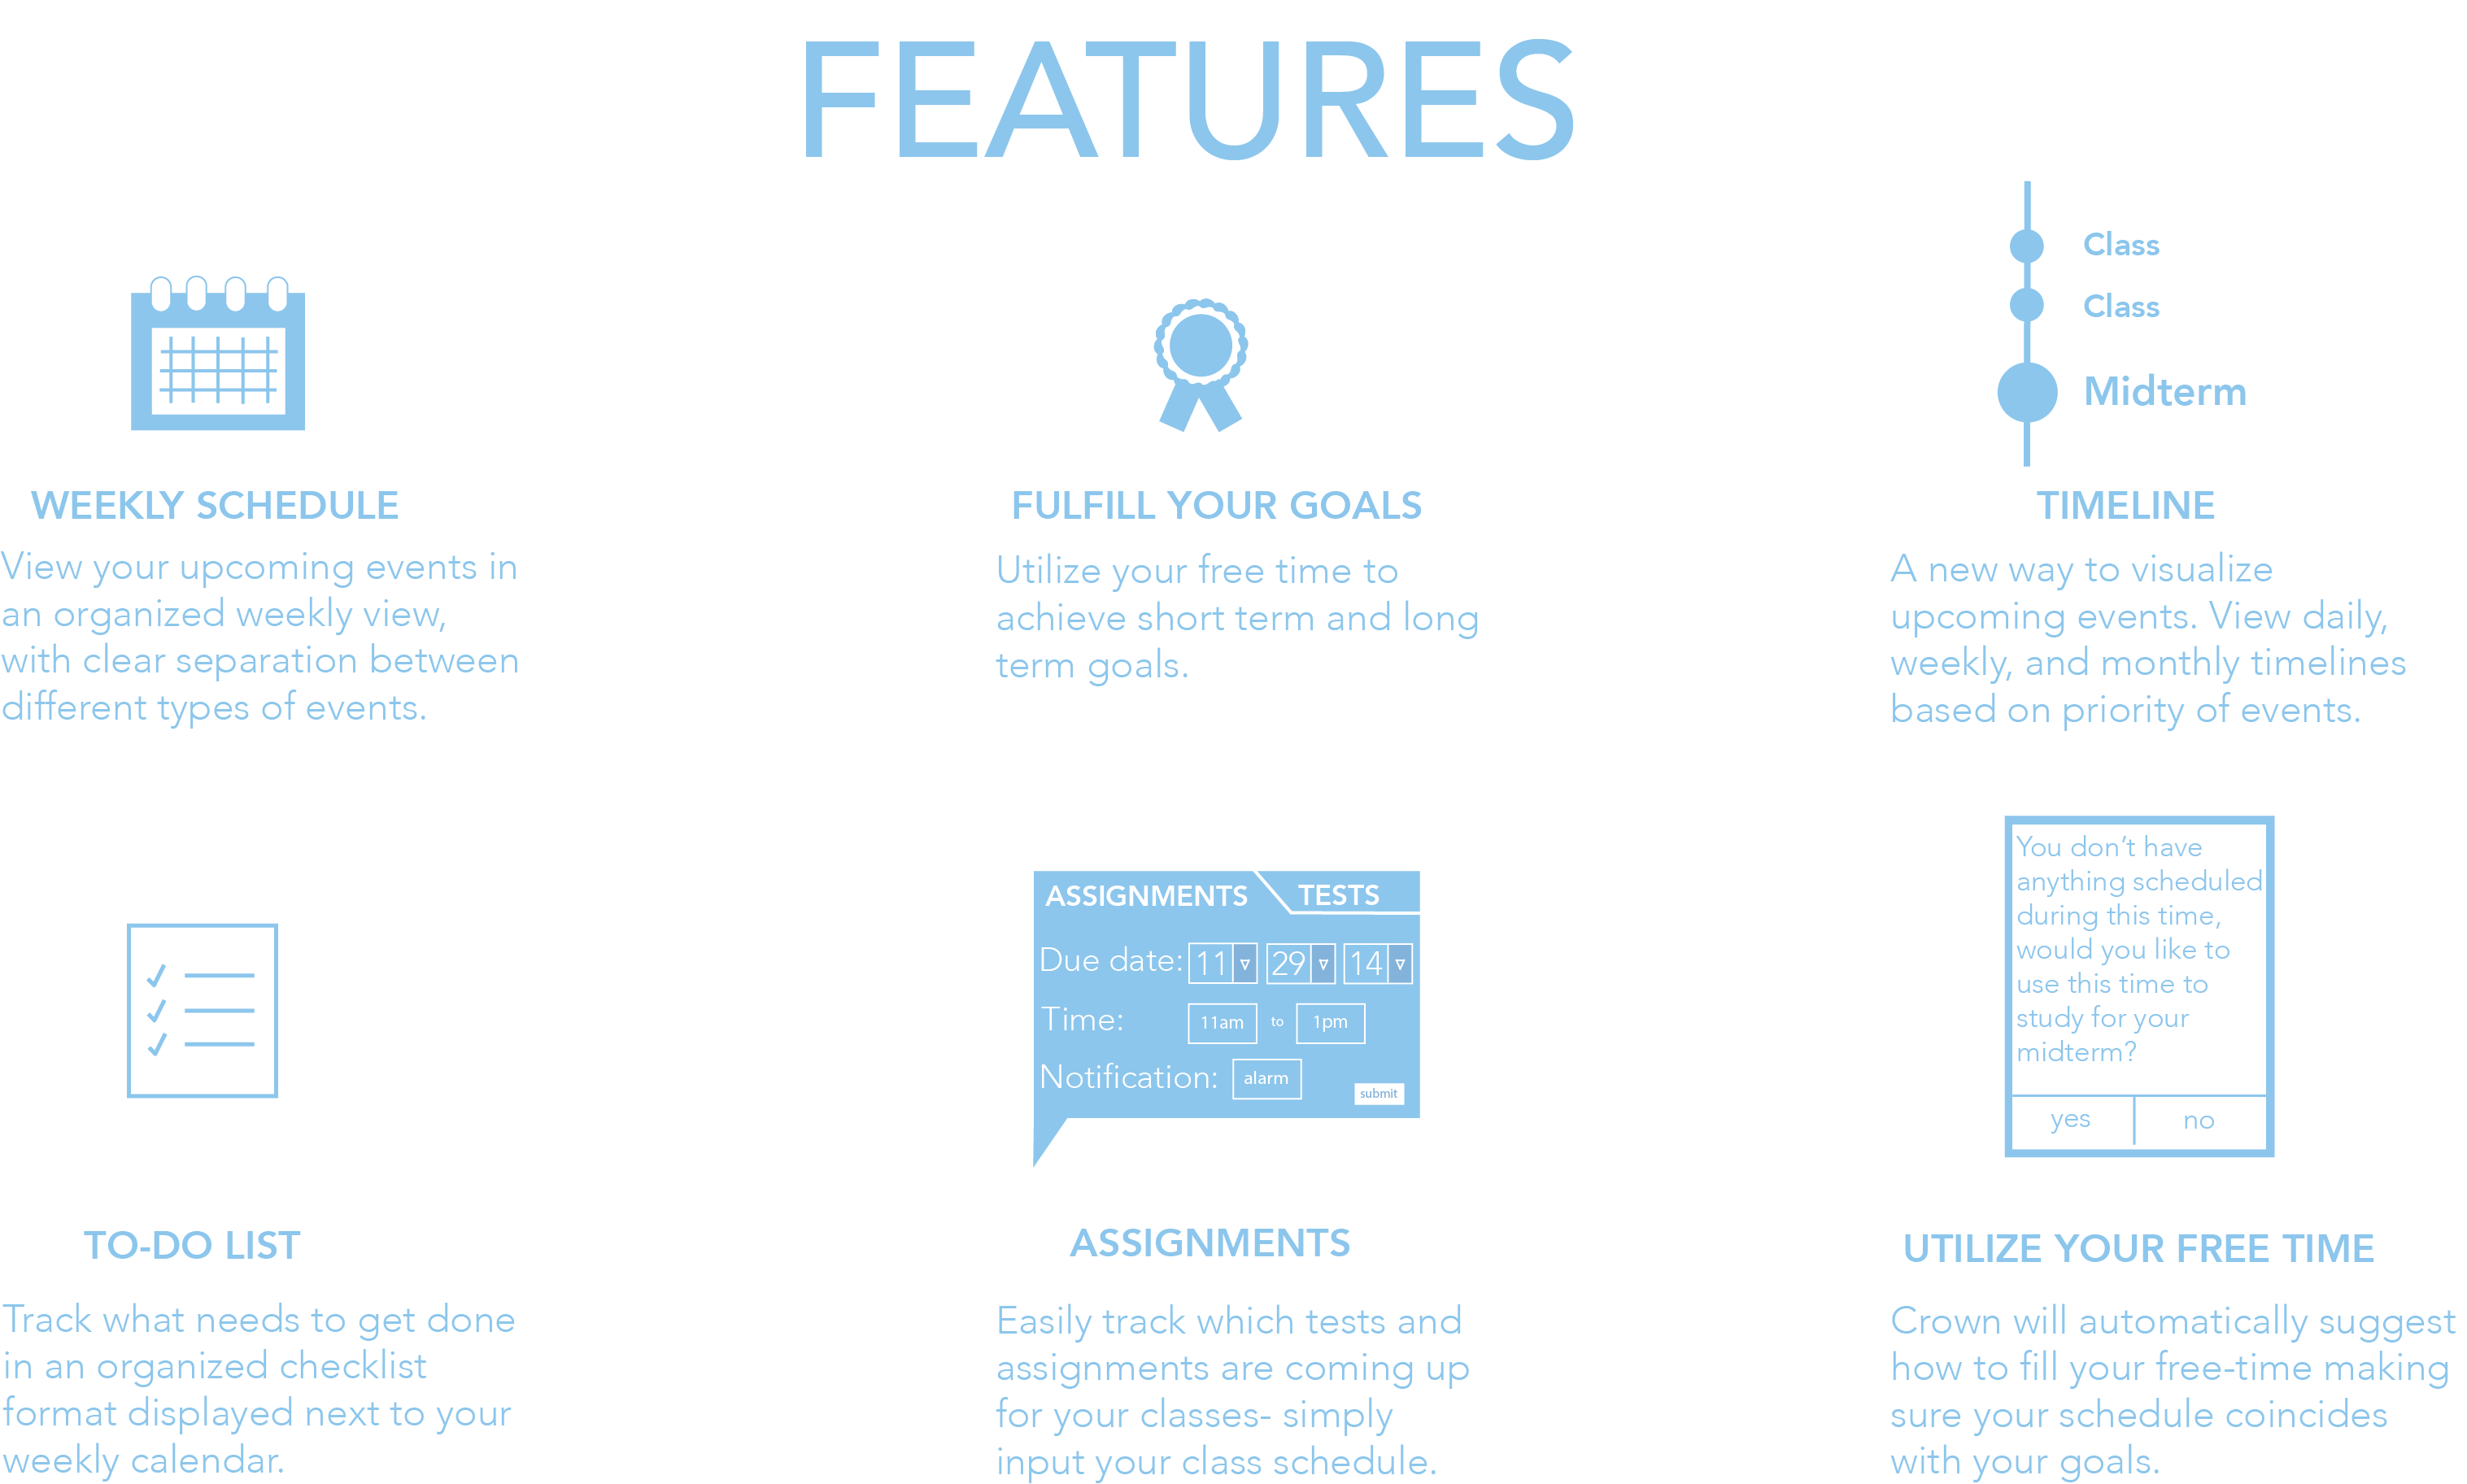 FEATURES
Class
Class
Midterm
WEEKLY SCHEDULE
View your upcoming events in
an organized weekly view,
with clear separation between
different types of events.
FULFILL YOUR GOALS
Utilize your free time to
achieve short term and long
term goals.
TIMELINE
A new way to visualize
upcoming events. View daily,
weekly, and monthly timelines
based on priority of events.
TO-DO LIST
Track what needs to get done
in an organized checklist
format displayed next to your
weekly calendar.
ASSIGNMENTS TESTS
Due date: 11 29 14
Time: 11am to 1pm
Notification: alarm
submit
ASSIGNMENTS
Easily track which tests and
assignments are coming up
for your classes- simply
input your class schedule.
You don’t have
anything scheduled
during this time,
would you like to
use this time to
study for your
midterm?
yes no
UTILIZE YOUR FREE TIME
Crown will automatically suggest
how to fill your free-time making
sure your schedule coincides
with your goals.